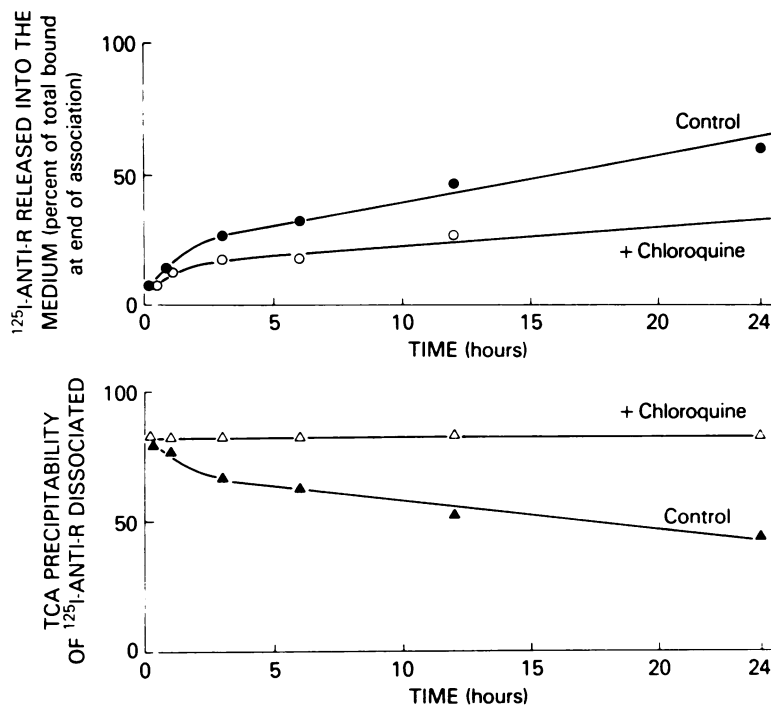 ¹²⁵I-ANTI-R RELEASED INTO THE
MEDIUM (percent of total bound
at end of association)
100
50
0
Control
+ Chloroquine
0 5 10 15 20 24
TIME (hours)
TCA PRECIPITABILITY
OF ¹²⁵I-ANTI-R DISSOCIATED
100
50
0
+ Chloroquine
Control
0 5 10 15 20 24
TIME (hours)